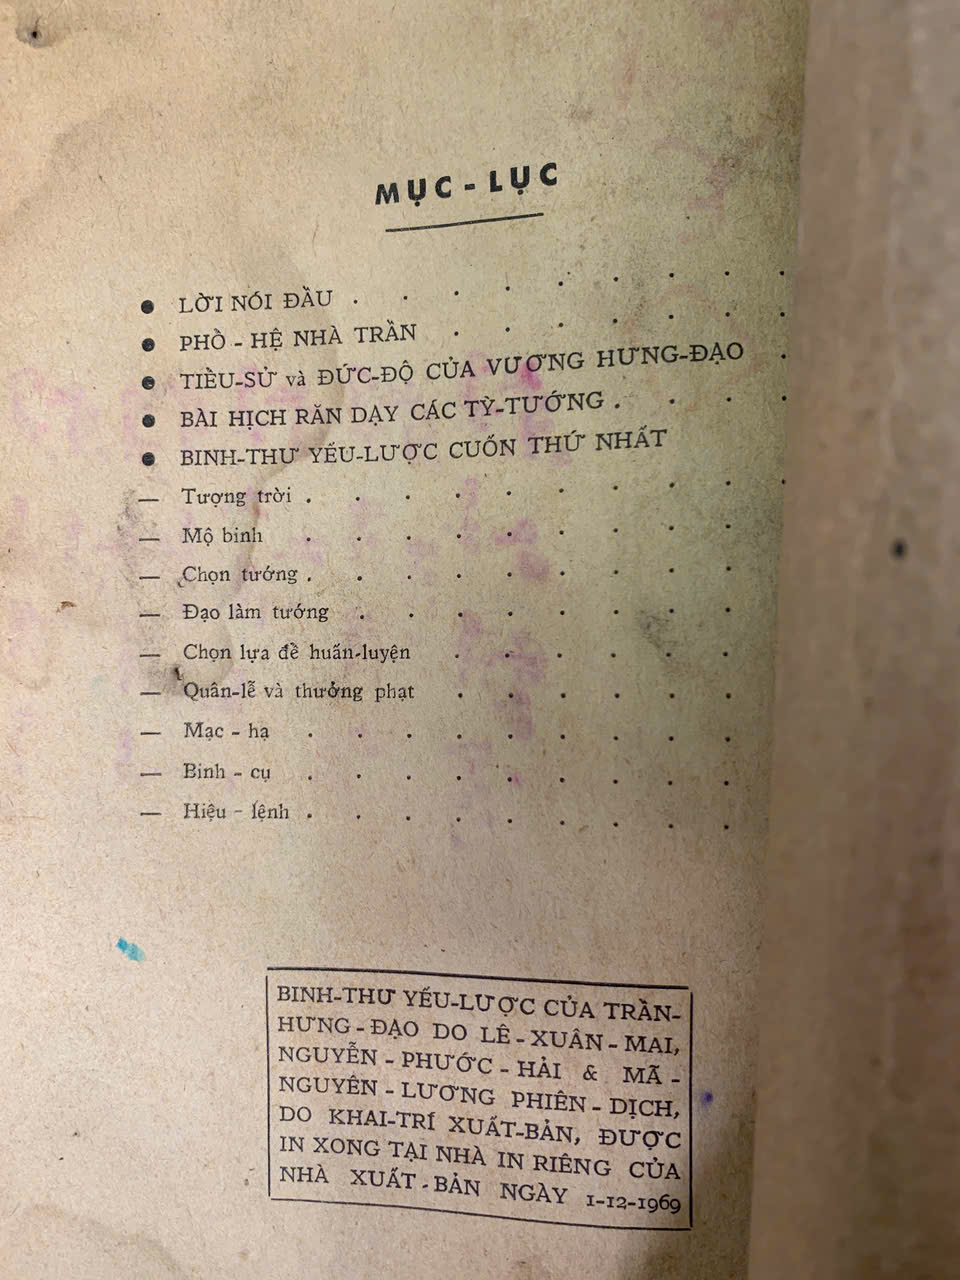 MỤC - LỤC
● LỜI NÓI ĐẦU . . . . . . . . .
● PHỒ - HỆ NHÀ TRẦN . . . . . . .
● TIỀU-SỬ và ĐỨC-ĐỘ CỦA VƯƠNG HƯNG-ĐẠO .
● BÀI HỊCH RĂN DẠY CÁC TỲ-TƯỚNG . . . .
● BINH-THƯ YẾU-LƯỢC CUỐN THỨ NHẤT
— Tượng trời . . . . . . . . . .
— Mộ binh . . . . . . . . .
— Chọn tướng . . . . . . . . .
— Đạo làm tướng . . . . . . . .
— Chọn lựa đề huấn-luyện . . . . . .
— Quân-lễ và thưởng phạt . . . . . .
— Mạc - hạ . . . . . . . . .
— Binh - cụ . . . . . . . . .
— Hiệu - lệnh . . . . . . . . .
BINH-THƯ YẾU-LƯỢC CỦA TRẦN-
HƯNG - ĐẠO DO LÊ - XUÂN - MAI,
NGUYỄN - PHƯỚC - HẢI & MÃ -
NGUYÊN - LƯƠNG PHIÊN - DỊCH,
DO KHAI-TRÍ XUẤT-BẢN, ĐƯỢC
IN XONG TẠI NHÀ IN RIÊNG CỦA
NHÀ XUẤT - BẢN NGÀY 1-12-1969